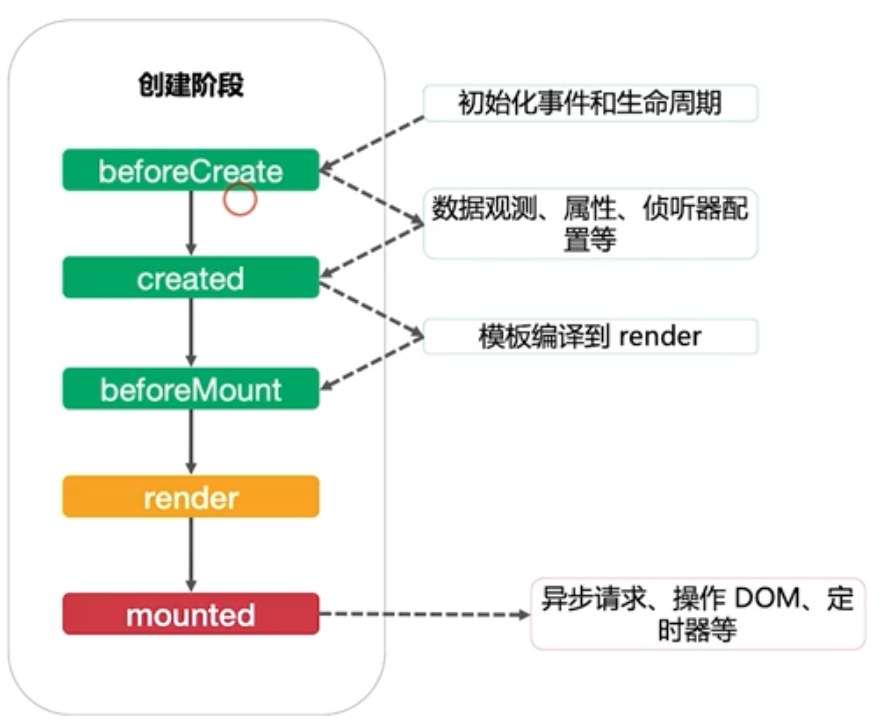 创建阶段
初始化事件和生命周期
beforeCreate
数据观测、属性、侦听器配
置等
created
模板编译到 render
beforeMount
render
异步请求、操作 DOM、定
时器等
mounted